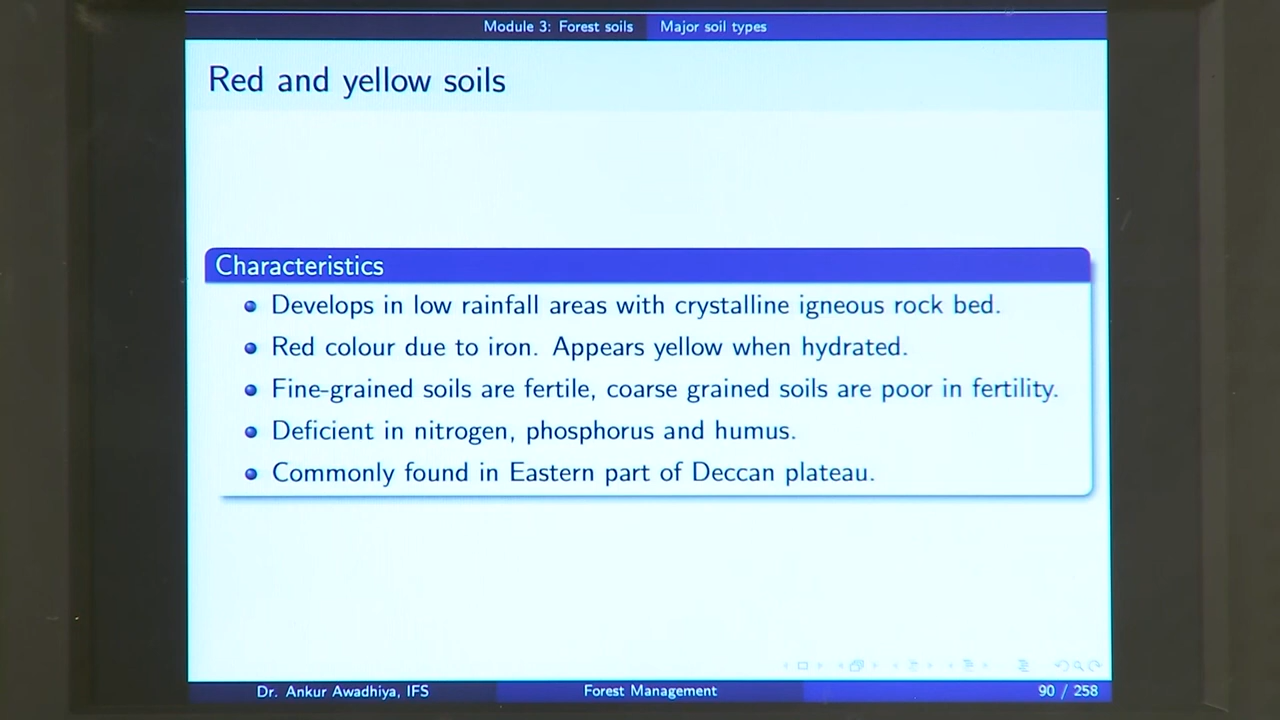 Module 3: Forest soils Major soil types
Red and yellow soils
Characteristics
Develops in low rainfall areas with crystalline igneous rock bed.
Red colour due to iron. Appears yellow when hydrated.
Fine-grained soils are fertile, coarse grained soils are poor in fertility.
Deficient in nitrogen, phosphorus and humus.
Commonly found in Eastern part of Deccan plateau.
Dr. Ankur Awadhiya, IFS Forest Management 90 / 258